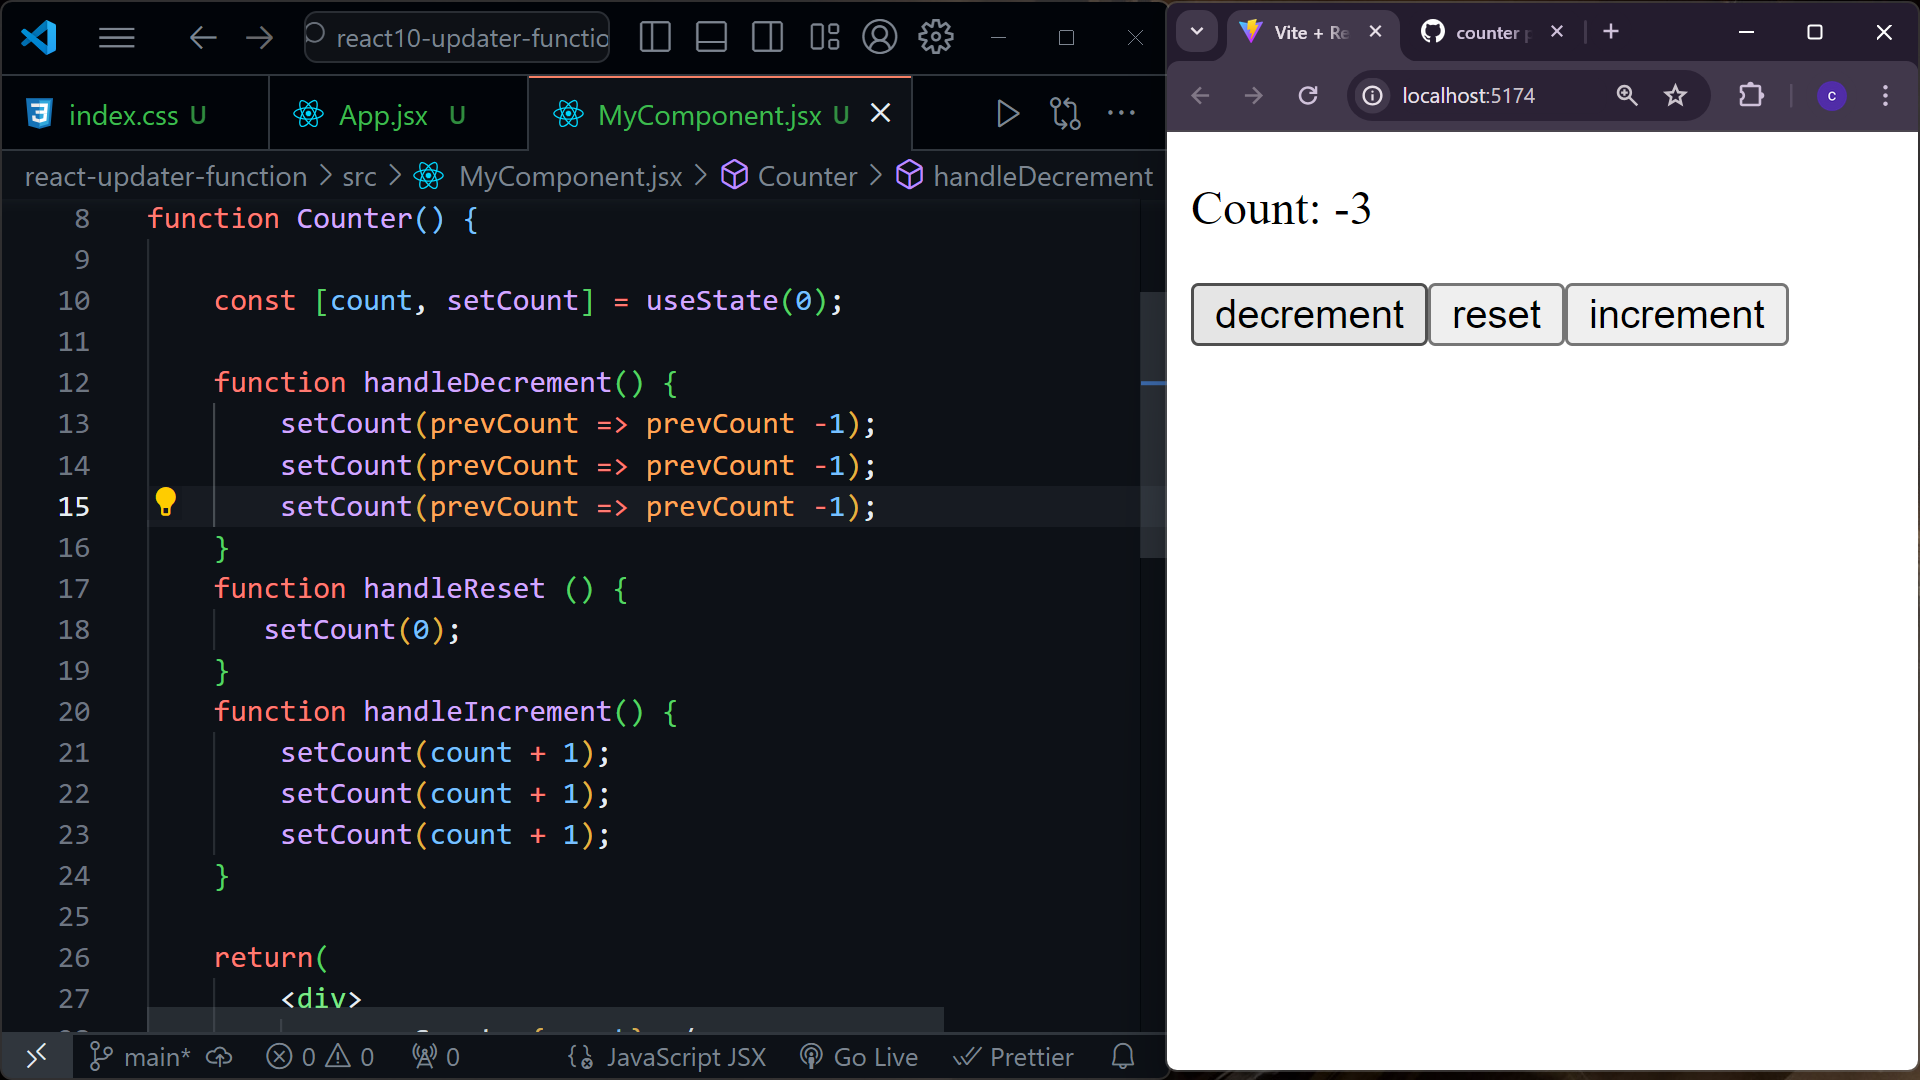 react10-updater-functio
index.css U
App.jsx U
MyComponent.jsx U
react-updater-function > src > MyComponent.jsx > Counter > handleDecrement
8 function Counter() {
9
10 const [count, setCount] = useState(0);
11
12 function handleDecrement() {
13 setCount(prevCount => prevCount -1);
14 setCount(prevCount => prevCount -1);
15 setCount(prevCount => prevCount -1);
16 }
17 function handleReset () {
18 setCount(0);
19 }
20 function handleIncrement() {
21 setCount(count + 1);
22 setCount(count + 1);
23 setCount(count + 1);
24 }
25
26 return(
27 <div>
main* 0 0 0 JavaScript JSX Go Live Prettier
Vite + Re
counter
localhost:5174
c
Count: -3
decrement reset increment